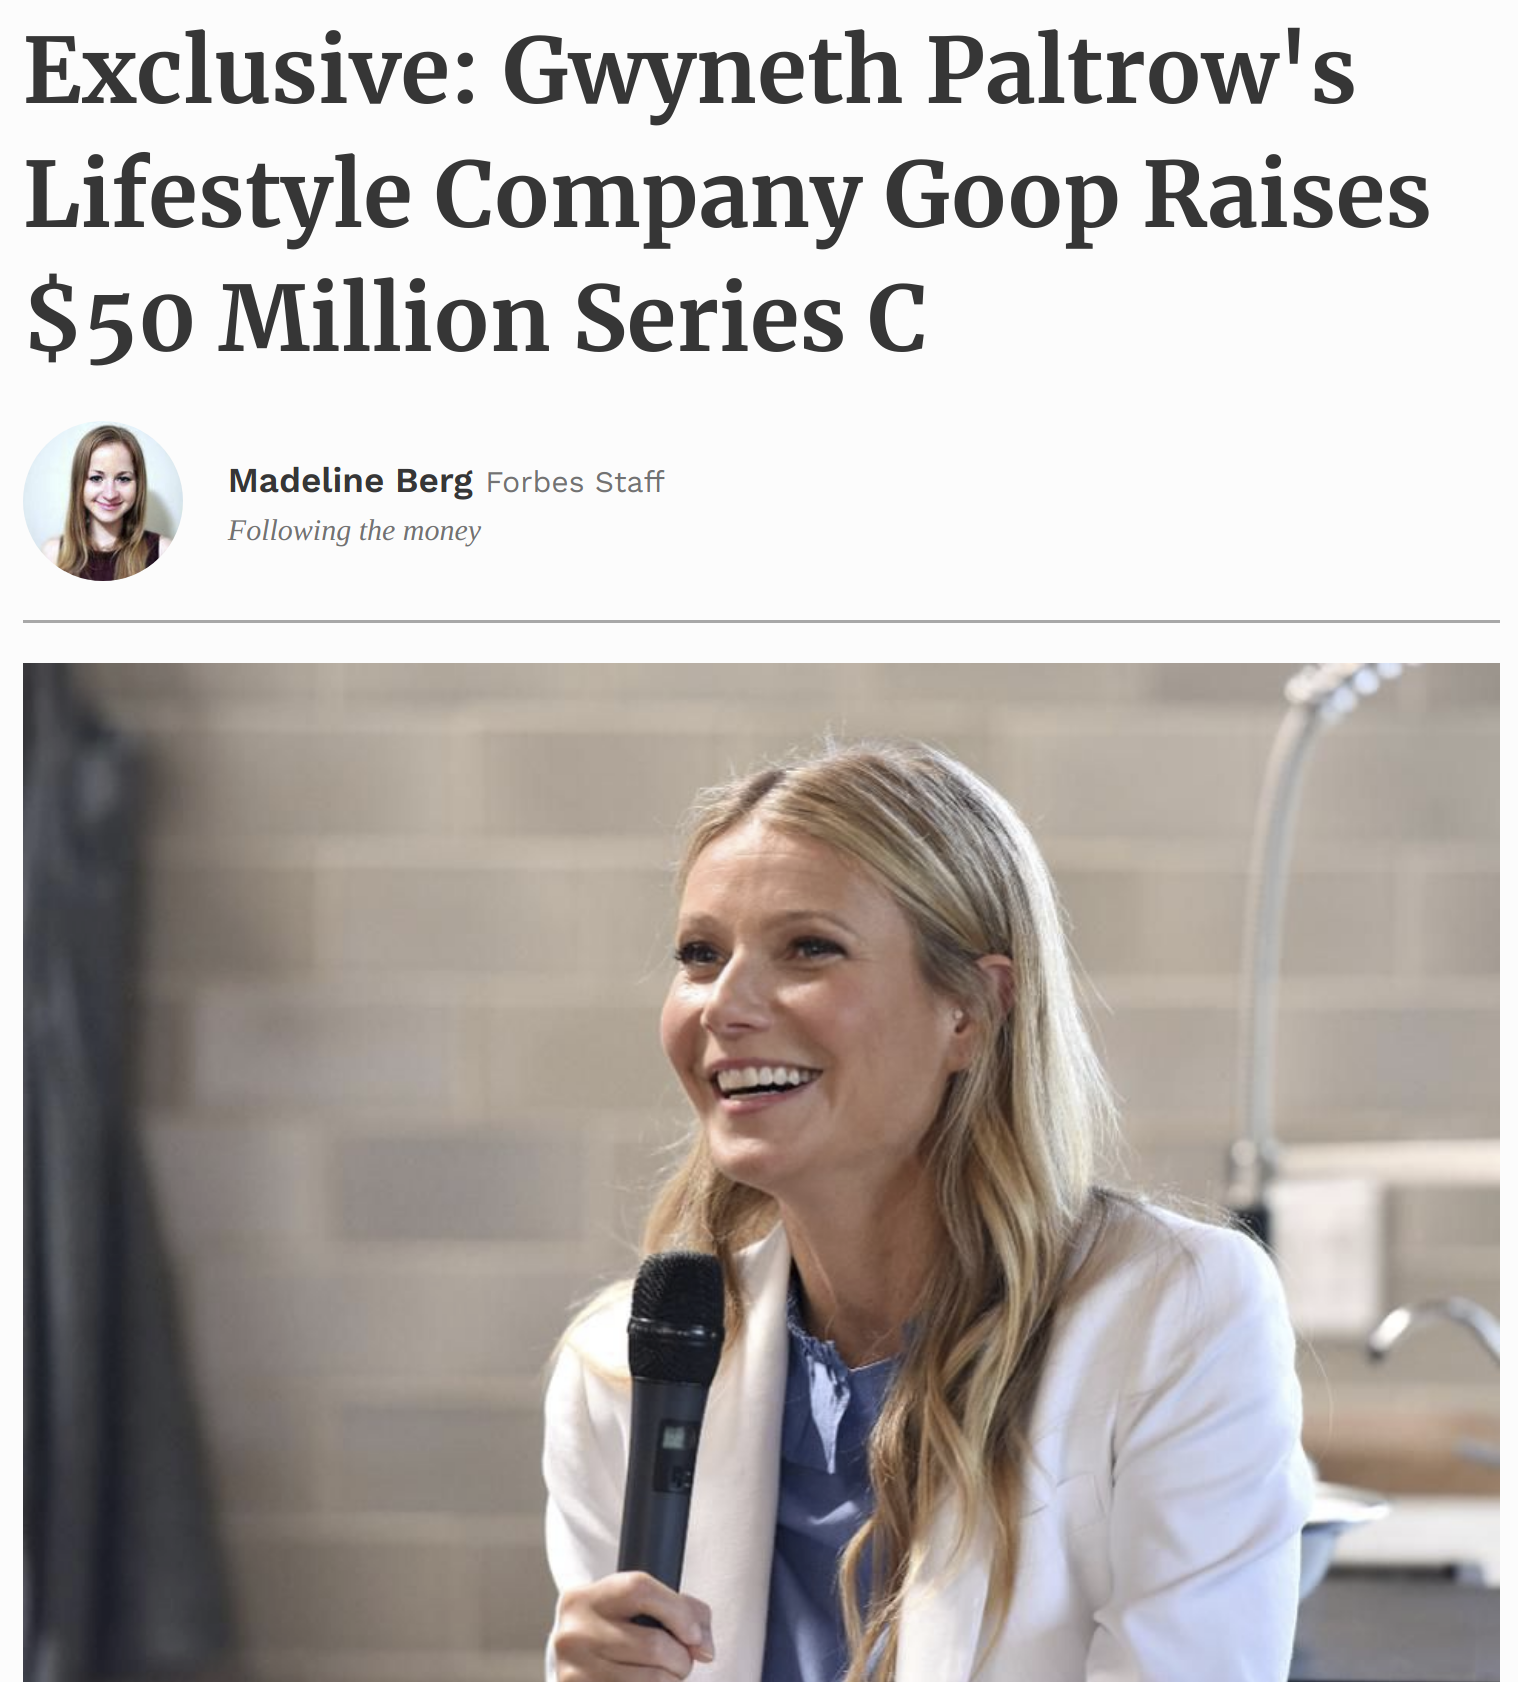 Exclusive: Gwyneth Paltrow's
Lifestyle Company Goop Raises
$50 Million Series C
Madeline Berg Forbes Staff
Following the money